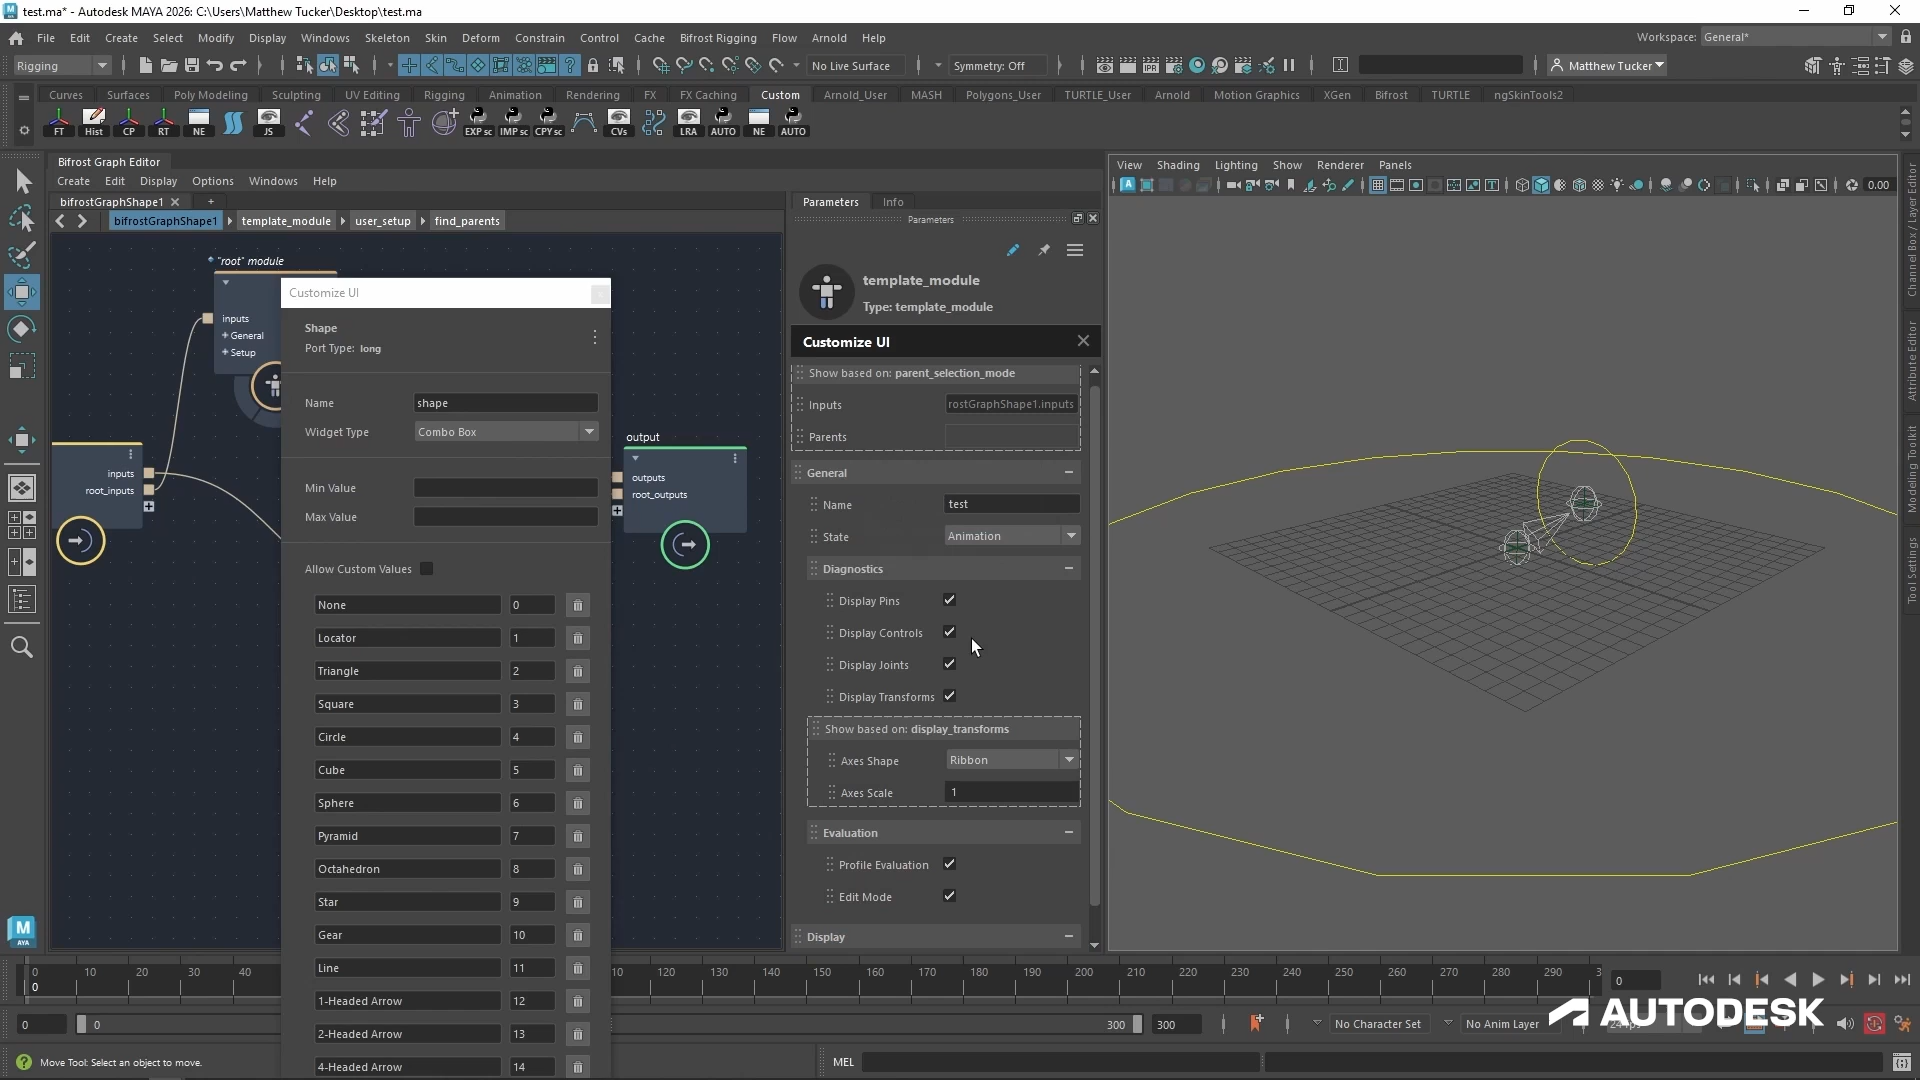 test.ma* - Autodesk MAYA 2026: C:\Users\Matthew Tucker\Desktop\test.ma
File Edit Create Select Modify Display Windows Skeleton Skin Deform Constrain Control Cache Bifrost Rigging Flow Arnold Help
Workspace: General*
Rigging
No Live Surface
Symmetry: Off
Matthew Tucker
Curves Surfaces Poly Modeling Sculpting UV Editing Rigging Animation Rendering FX FX Caching Custom Arnold_User MASH Polygons_User TURTLE_User Arnold Motion Graphics XGen Bifrost TURTLE ngSkinTools2
FT Hist CP RT NE JS EXP sc IMP sc CPY sc CVs LRA AUTO NE AUTO
Bifrost Graph Editor
Create Edit Display Options Windows Help
bifrostGraphShape1
bifrostGraphShape1 template_module user_setup find_parents
"root" module
inputs
+ General
+ Setup
inputs
root_inputs
output
outputs
root_outputs
Customize UI
Shape
Port Type: long
Name shape
Widget Type Combo Box
Min Value
Max Value
Allow Custom Values
None 0
Locator 1
Triangle 2
Square 3
Circle 4
Cube 5
Sphere 6
Pyramid 7
Octahedron 8
Star 9
Gear 10
Line 11
1-Headed Arrow 12
2-Headed Arrow 13
4-Headed Arrow 14
Parameters Info
Parameters
template_module
Type: template_module
Customize UI
Show based on: parent_selection_mode
Inputs rostGraphShape1.inputs
Parents
General
Name test
State Animation
Diagnostics
Display Pins
Display Controls
Display Joints
Display Transforms
Show based on: display_transforms
Axes Shape Ribbon
Axes Scale 1
Evaluation
Profile Evaluation
Edit Mode
Display
View Shading Lighting Show Renderer Panels
0.00
Channel Box / Layer Editor
Attribute Editor
Modeling Toolkit
Tool Settings
0 10 20 30 40 10 120 130 140 150 160 170 180 190 200 210 220 230 240 250 260 270 280 290 3
0
0
0 0
300 300
No Character Set
No Anim Layer
AUTODESK
Move Tool: Select an object to move.
MEL